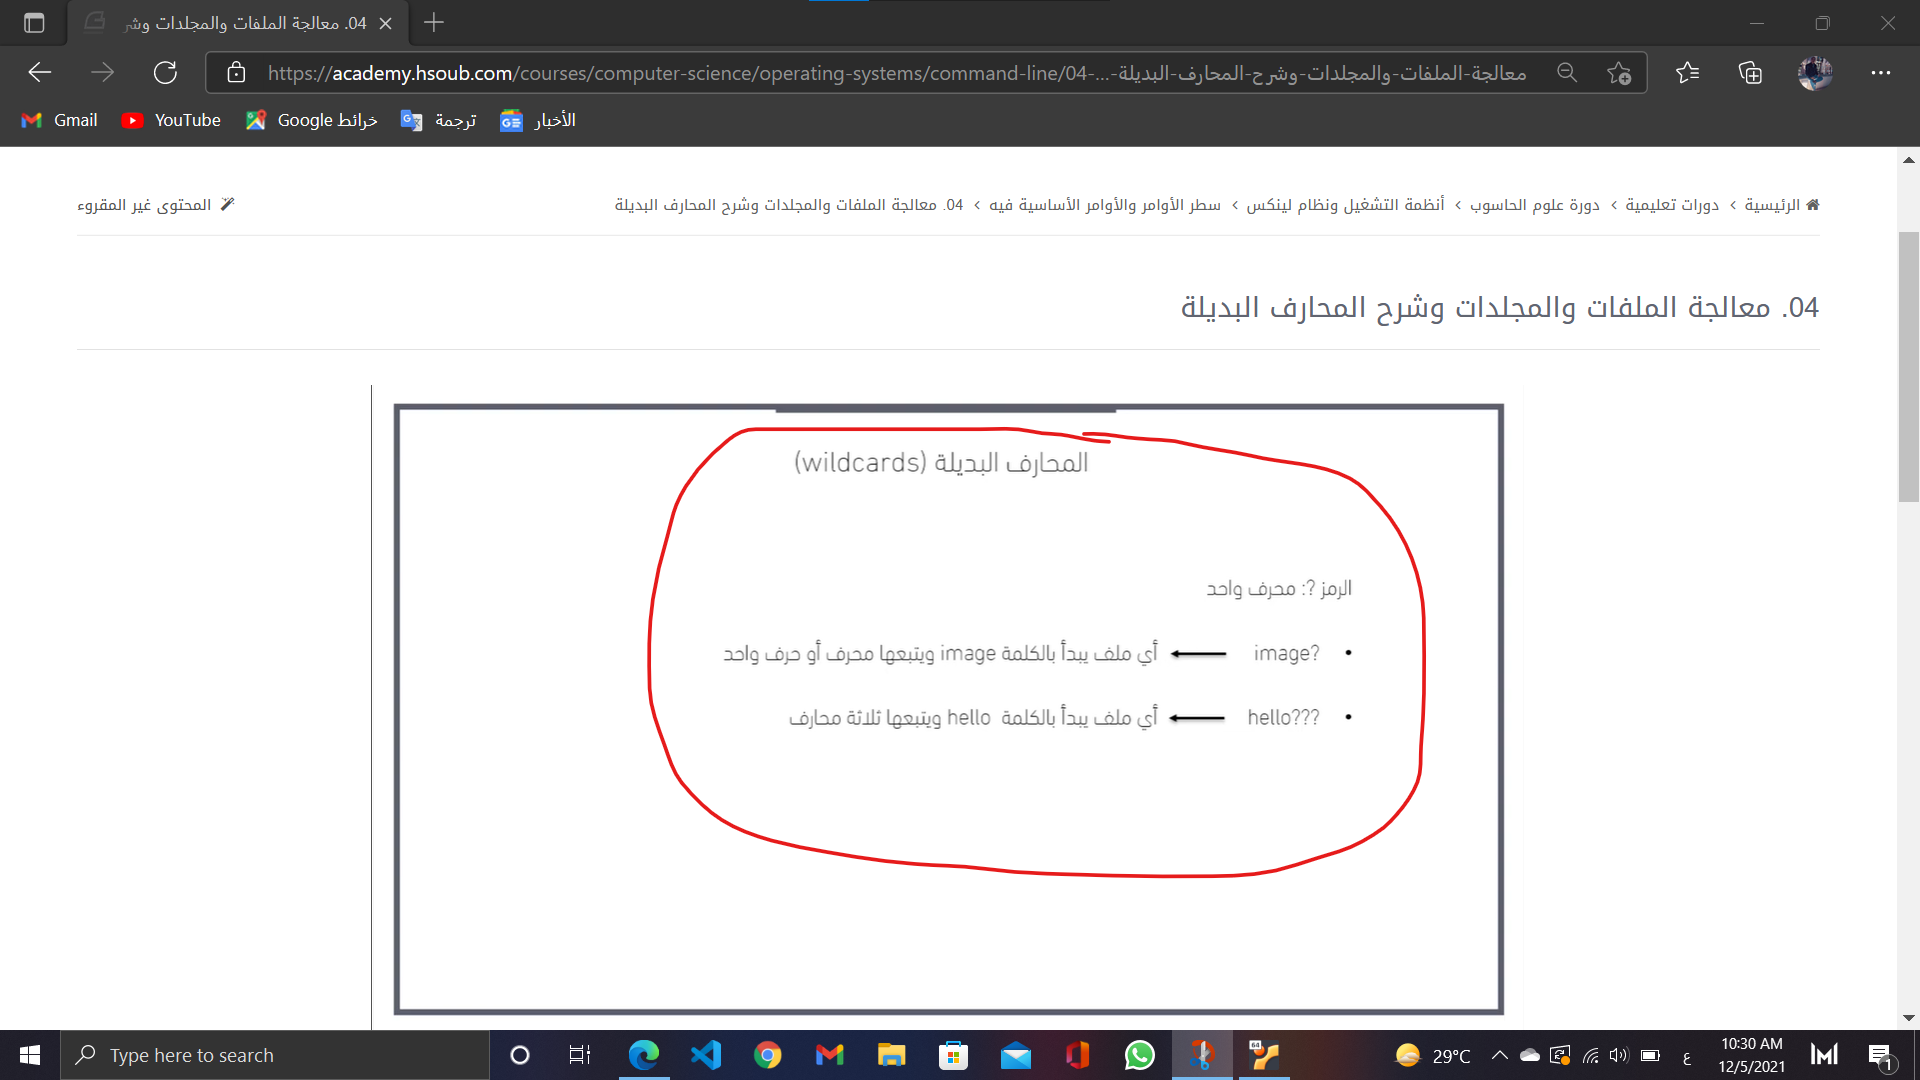 04. معالجة الملفات والمجلدات وشر
https://academy.hsoub.com/courses/computer-science/operating-systems/command-line/04-...-معالجة-الملفات-والمجلدات-وشرح-المحارف-البديلة
Gmail YouTube خرائط Google ترجمة الأخبار
الرئيسية › دورات تعليمية › دورة علوم الحاسوب › أنظمة التشغيل ونظام لينكس › سطر الأوامر والأوامر الأساسية فيه › 04. معالجة الملفات والمجلدات وشرح المحارف البديلة
المحتوى غير المقروء
04. معالجة الملفات والمجلدات وشرح المحارف البديلة
المحارف البديلة (wildcards)
الرمز ?: محرف واحد
• image? ← أي ملف يبدأ بالكلمة image ويتبعها محرف أو حرف واحد
• hello??? ← أي ملف يبدأ بالكلمة hello ويتبعها ثلاثة محارف
Type here to search
64
29°C
ع
10:30 AM
12/5/2021
1